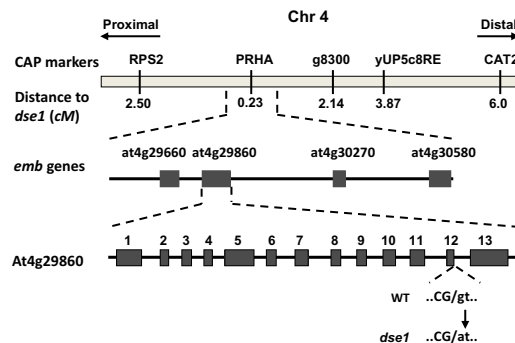 Chr 4
Proximal Distal
CAP markers RPS2 PRHA g8300 yUP5c8RE CAT2
Distance to dse1 (cM) 2.50 0.23 2.14 3.87 6.0
at4g29660 at4g29860 at4g30270 at4g30580
emb genes
1 2 3 4 5 6 7 8 9 10 11 12 13
At4g29860
WT ..CG/gt..
dse1 ..CG/at..